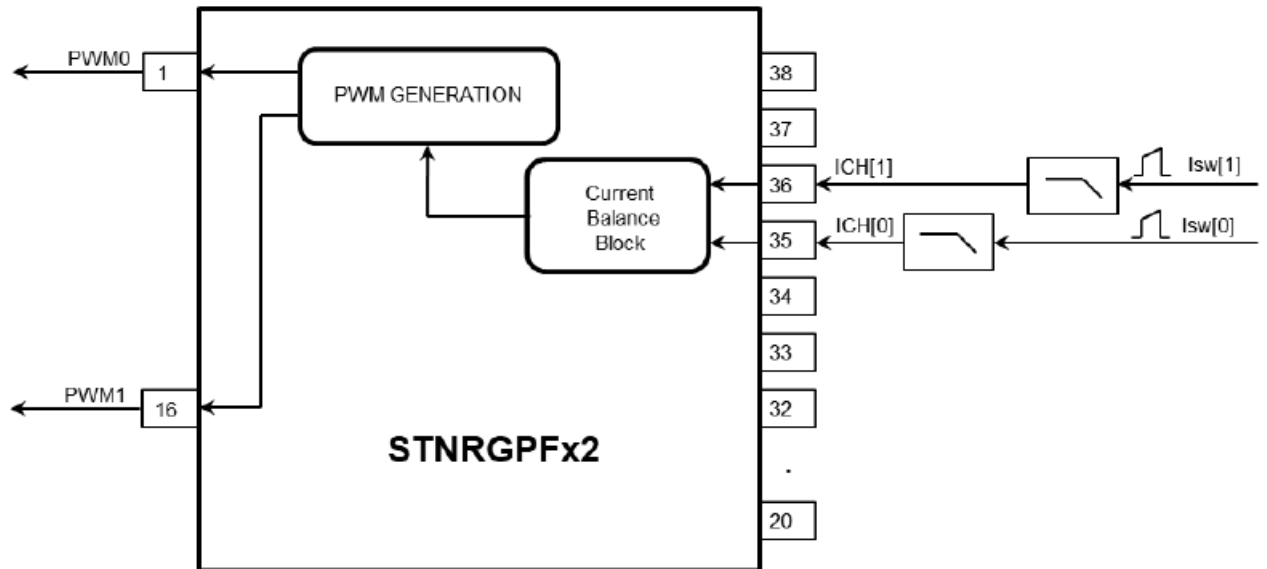 PWM0
1
PWM GENERATION
38
37
36
ICH[1]
Isw[1]
Current
Balance
Block
35
ICH[0]
Isw[0]
34
33
PWM1
16
32
STNRGPFx2
.
20